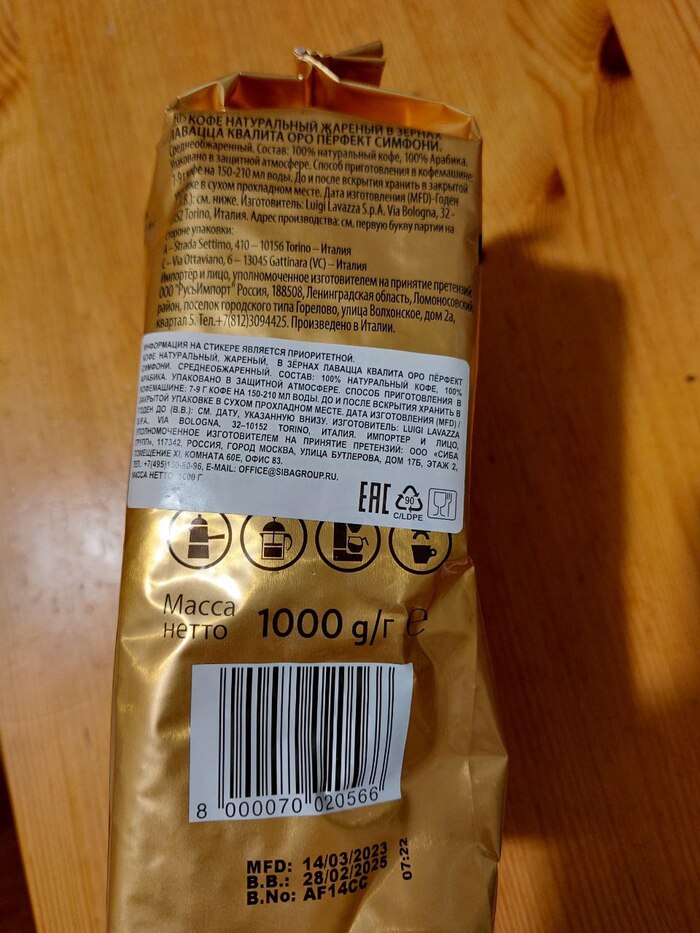 КОФЕ НАТУРАЛЬНЫЙ ЖАРЕНЫЙ В ЗЁРНАХ
ЛАВАЦЦА КВАЛИТА ОРО ПЁРФЕКТ СИМФОНИ.
Среднеобжаренный. Состав: 100% натуральный кофе, 100% Арабика.
Упаковано в защитной атмосфере. Способ приготовления в кофемашине:
7-9 г кофе на 150-210 мл воды. До и после вскрытия хранить в закрытой
в сухом прохладном месте. Дата изготовления (MFD)-Годен
см. ниже. Изготовитель: Luigi Lavazza S.p.A. Via Bologna, 32 -
Torino, Италия. Адрес производства: см. первую букву партии на
стороне упаковки:
A – Strada Settimo, 410 – 10156 Torino – Италия
C – Via Ottaviano, 6 – 13045 Gattinara (VC) – Италия
Импортёр и лицо, уполномоченное изготовителем на принятие претензий:
ООО "РусьИмпорт" Россия, 188508, Ленинградская область, Ломоносовский
район, поселок городского типа Горелово, улица Волхонское, дом 2а,
квартал 5. Тел.+7(812)3094425. Произведено в Италии.
ИНФОРМАЦИЯ НА СТИКЕРЕ ЯВЛЯЕТСЯ ПРИОРИТЕТНОЙ.
КОФЕ НАТУРАЛЬНЫЙ, ЖАРЕНЫЙ, В ЗЁРНАХ ЛАВАЦЦА КВАЛИТА ОРО ПЁРФЕКТ
СИМФОНИ. СРЕДНЕОБЖАРЕННЫЙ. СОСТАВ: 100% НАТУРАЛЬНЫЙ КОФЕ, 100%
АРАБИКА. УПАКОВАНО В ЗАЩИТНОЙ АТМОСФЕРЕ. СПОСОБ ПРИГОТОВЛЕНИЯ В
КОФЕМАШИНЕ: 7-9 Г КОФЕ НА 150-210 МЛ ВОДЫ. ДО И ПОСЛЕ ВСКРЫТИЯ ХРАНИТЬ В
ЗАКРЫТОЙ УПАКОВКЕ В СУХОМ ПРОХЛАДНОМ МЕСТЕ. ДАТА ИЗГОТОВЛЕНИЯ (MFD) /
ГОДЕН ДО (B.B.): СМ. ДАТУ, УКАЗАННУЮ ВНИЗУ. ИЗГОТОВИТЕЛЬ: LUIGI LAVAZZA
S.P.A., VIA BOLOGNA, 32–10152 TORINO, ИТАЛИЯ. ИМПОРТЕР И ЛИЦО,
УПОЛНОМОЧЕННОЕ ИЗГОТОВИТЕЛЕМ НА ПРИНЯТИЕ ПРЕТЕНЗИЙ: ООО «СИБА
ГРУПП», 117342, РОССИЯ, ГОРОД МОСКВА, УЛИЦА БУТЛЕРОВА, ДОМ 17Б, ЭТАЖ 2,
ПОМЕЩЕНИЕ XI, КОМНАТА 60Е, ОФИС 83.
ТЕЛ.: E-MAIL: OFFICE@SIBAGROUP.RU.
МАССА НЕТТО: 1000 Г
EAC 90
C/LDPE
Масса
нетто 1000 g/г e
8 000070 020566
MFD: 14/03/2023
B.B.: 28/02/2025 07:22
B.No: AF14CC